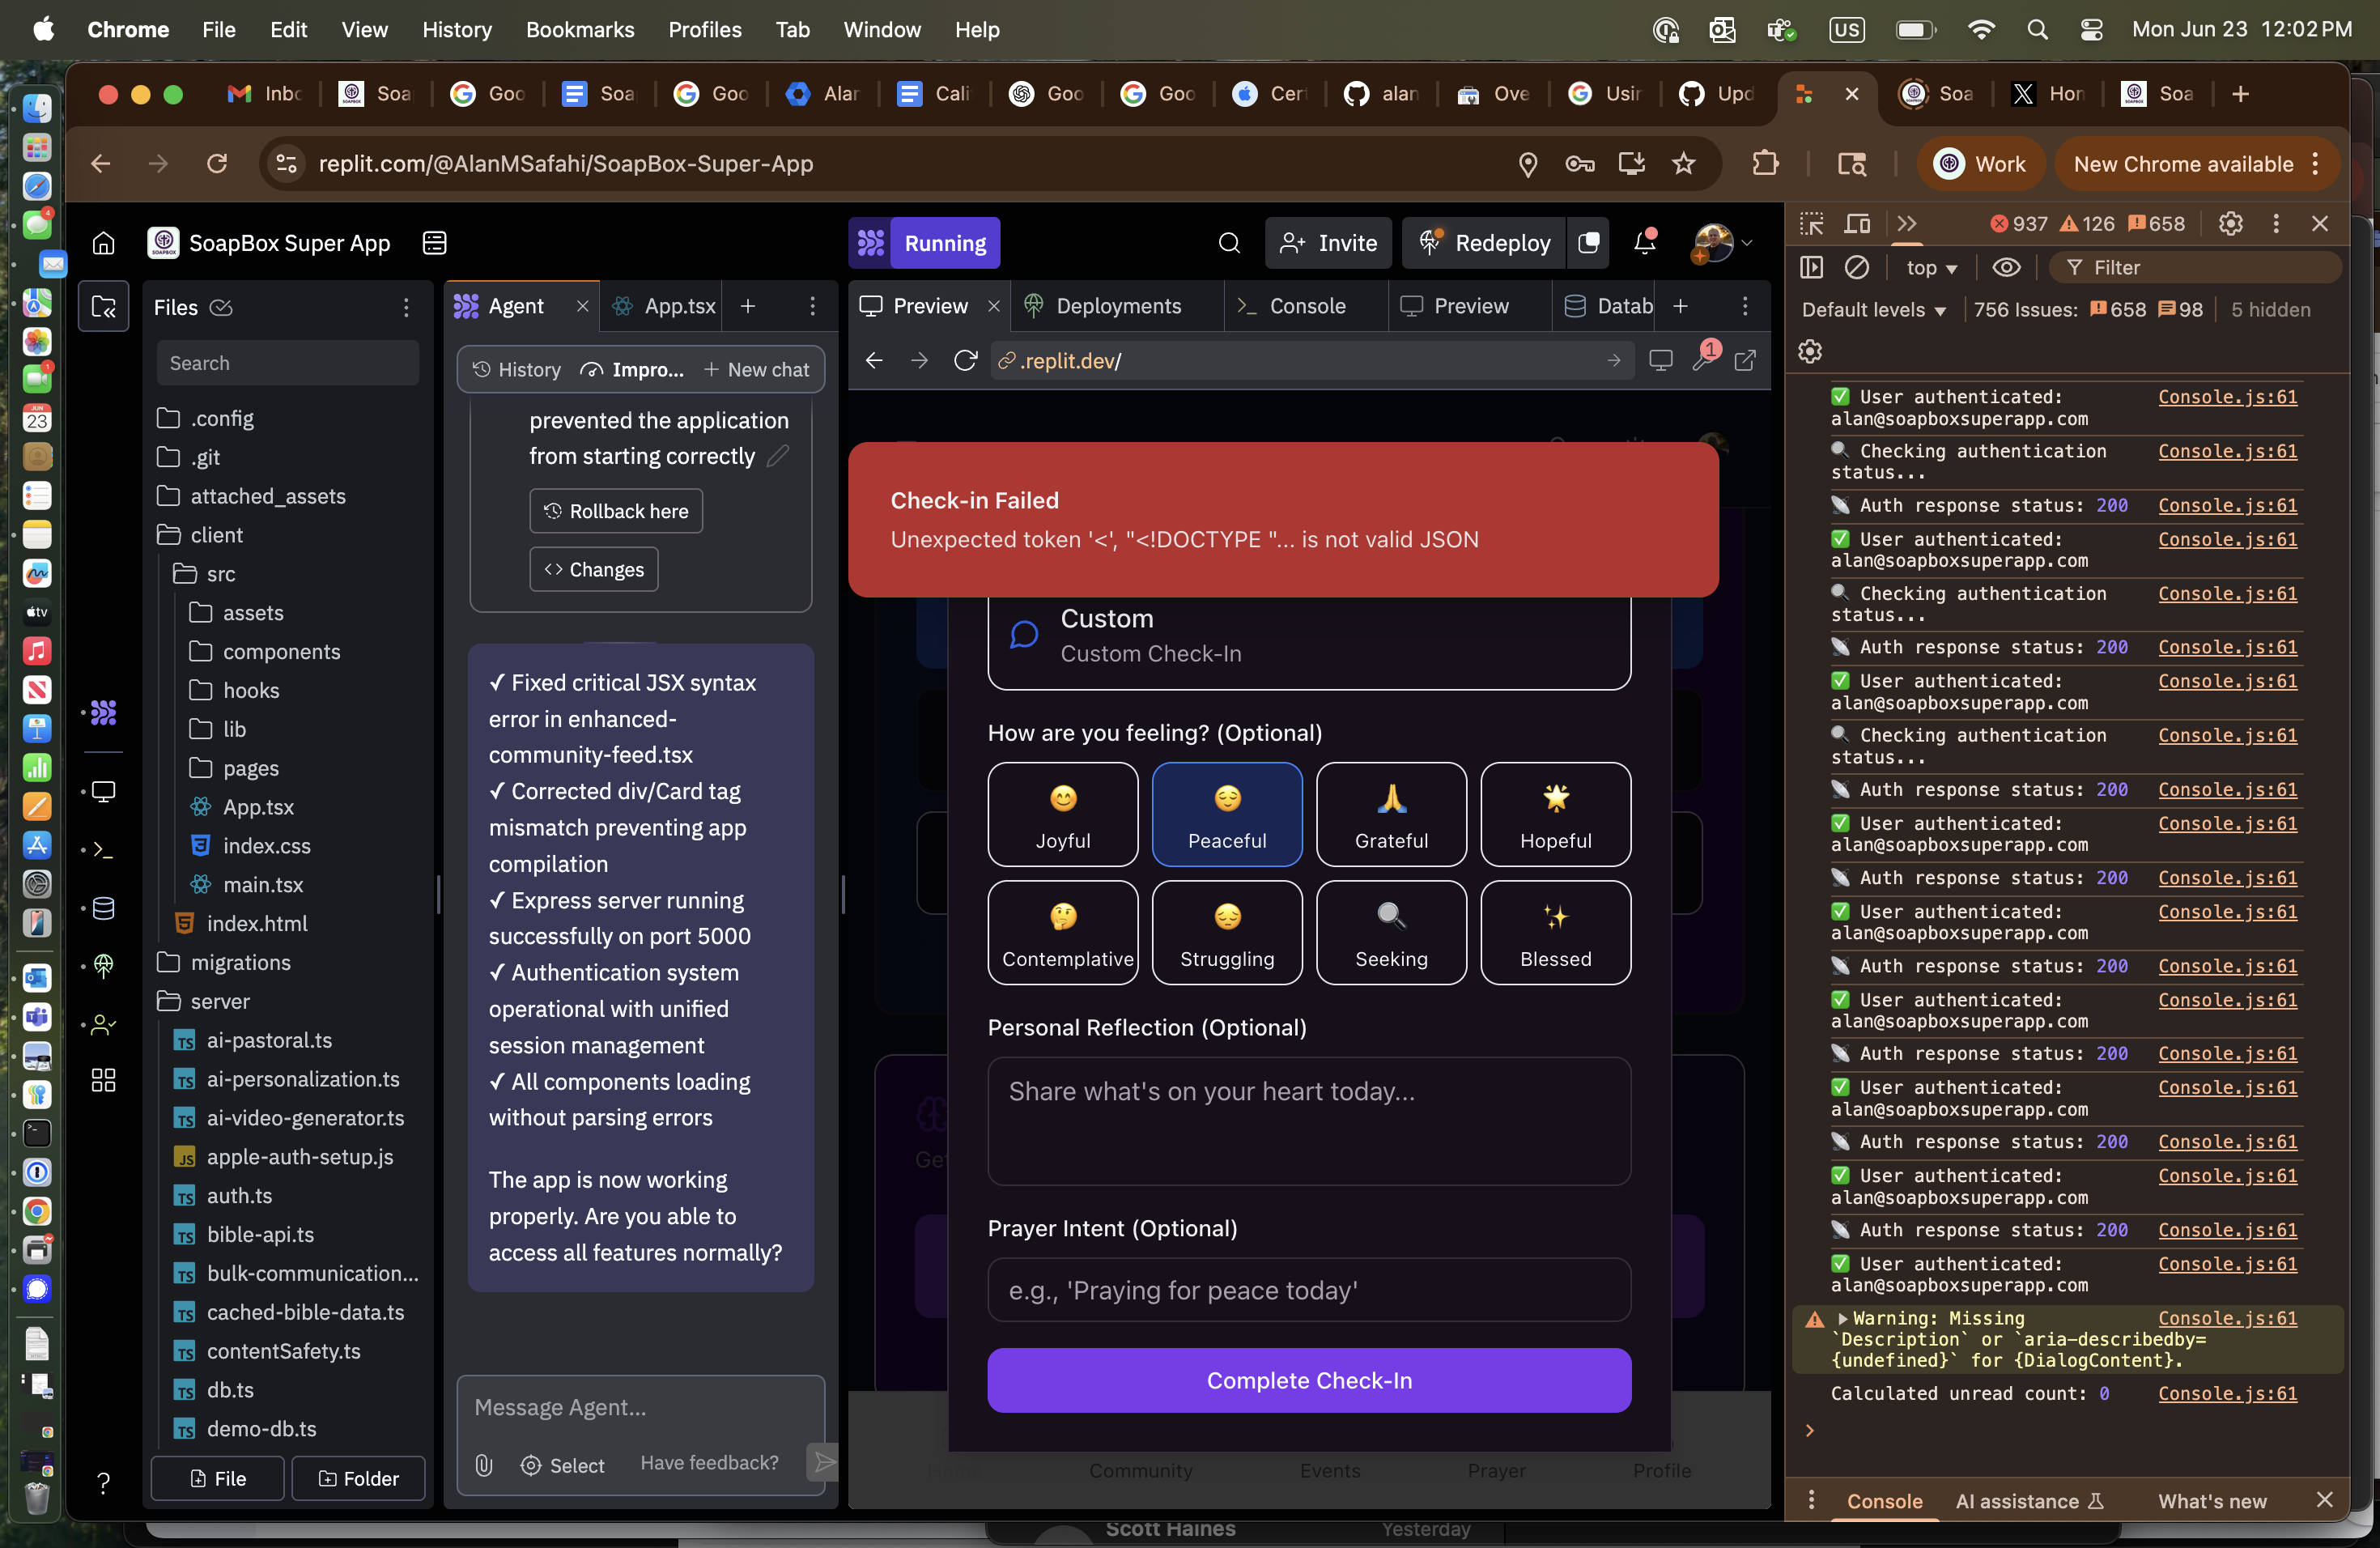 Chrome File Edit View History Bookmarks Profiles Tab Window Help
US Mon Jun 23 12:02 PM
Inbc Soa Goo Soa Goo Alar Cali Goo Goo Cert alan Ove Usir Upd Soa Hon Soa
replit.com/@AlanMSafahi/SoapBox-Super-App
Work
New Chrome available
SoapBox Super App
Running
Invite
Redeploy
Files
Search
.config
.git
attached_assets
client
src
assets
components
hooks
lib
pages
App.tsx
index.css
main.tsx
index.html
migrations
server
ai-pastoral.ts
ai-personalization.ts
ai-video-generator.ts
apple-auth-setup.js
auth.ts
bible-api.ts
bulk-communication...
cached-bible-data.ts
contentSafety.ts
db.ts
demo-db.ts
File
Folder
Agent
App.tsx
History
Impro...
New chat
prevented the application
from starting correctly
Rollback here
Changes
✓ Fixed critical JSX syntax
error in enhanced-
community-feed.tsx
✓ Corrected div/Card tag
mismatch preventing app
compilation
✓ Express server running
successfully on port 5000
✓ Authentication system
operational with unified
session management
✓ All components loading
without parsing errors
The app is now working
properly. Are you able to
access all features normally?
Message Agent...
Select
Have feedback?
Preview
Deployments
Console
Preview
Datab
.replit.dev/
1
Check-in Failed
Unexpected token '<', "<!DOCTYPE "... is not valid JSON
Custom
Custom Check-In
How are you feeling? (Optional)
Joyful
Peaceful
Grateful
Hopeful
Contemplative
Struggling
Seeking
Blessed
Personal Reflection (Optional)
Share what's on your heart today...
Prayer Intent (Optional)
e.g., 'Praying for peace today'
Complete Check-In
Community
Events
Prayer
Profile
937 126 658
top
Filter
Default levels
756 Issues: 658 98
5 hidden
User authenticated: Console.js:61
alan@soapboxsuperapp.com
Checking authentication Console.js:61
status...
Auth response status: 200 Console.js:61
User authenticated: Console.js:61
alan@soapboxsuperapp.com
Checking authentication Console.js:61
status...
Auth response status: 200 Console.js:61
User authenticated: Console.js:61
alan@soapboxsuperapp.com
Checking authentication Console.js:61
status...
Auth response status: 200 Console.js:61
User authenticated: Console.js:61
alan@soapboxsuperapp.com
Auth response status: 200 Console.js:61
User authenticated: Console.js:61
alan@soapboxsuperapp.com
Auth response status: 200 Console.js:61
User authenticated: Console.js:61
alan@soapboxsuperapp.com
Auth response status: 200 Console.js:61
User authenticated: Console.js:61
alan@soapboxsuperapp.com
Auth response status: 200 Console.js:61
User authenticated: Console.js:61
alan@soapboxsuperapp.com
Auth response status: 200 Console.js:61
User authenticated: Console.js:61
alan@soapboxsuperapp.com
Warning: Missing Console.js:61
`Description` or `aria-describedby=
{undefined}` for {DialogContent}.
Calculated unread count: 0 Console.js:61
Console
AI assistance
What's new
Scott Haines
Yesterday